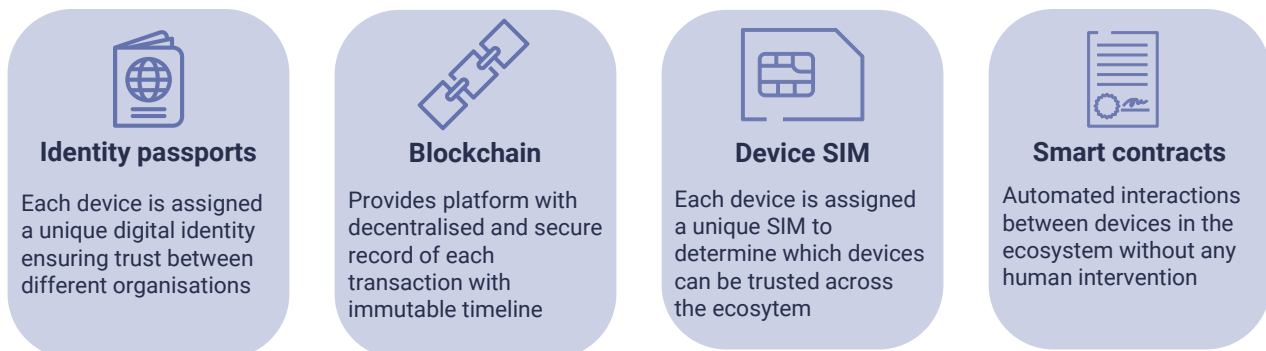 Identity passports
Each device is assigned
a unique digital identity
ensuring trust between
different organisations
Blockchain
Provides platform with
decentralised and secure
record of each
transaction with
immutable timeline
Device SIM
Each device is assigned
a unique SIM to
determine which devices
can be trusted across
the ecosytem
Smart contracts
Automated interactions
between devices in the
ecosystem without any
human intervention